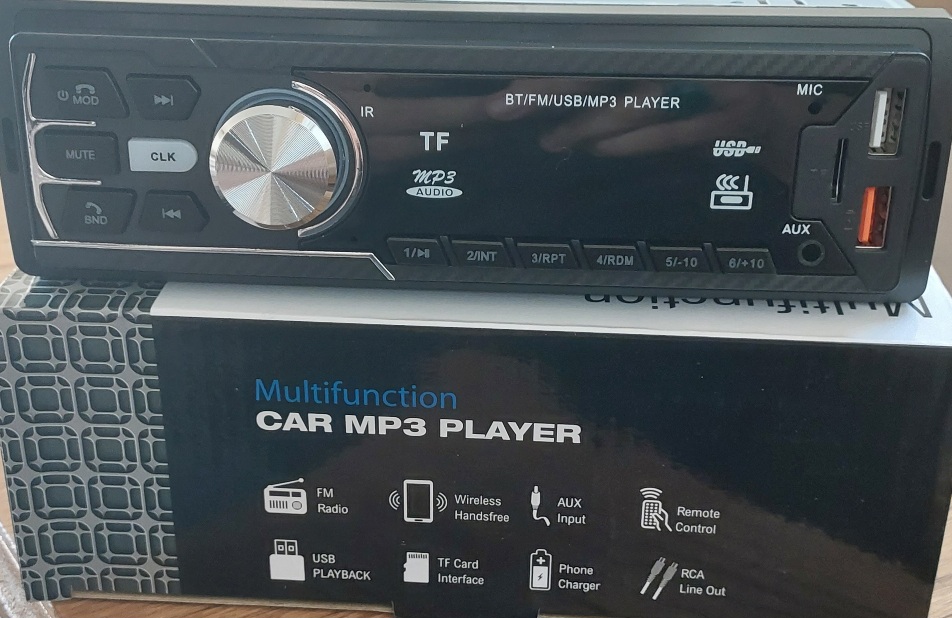 MOD
MUTE
CLK
BND
IR
TF
MP3
AUDIO
BT/FM/USB/MP3 PLAYER
USB
MIC
AUX
1/
2/INT
3/RPT
4/RDM
5/-10
6/+10
Multifunction
Multifunction
CAR MP3 PLAYER
FM
Radio
Wireless
Handsfree
AUX
Input
Remote
Control
USB
PLAYBACK
TF Card
Interface
Phone
Charger
RCA
Line Out